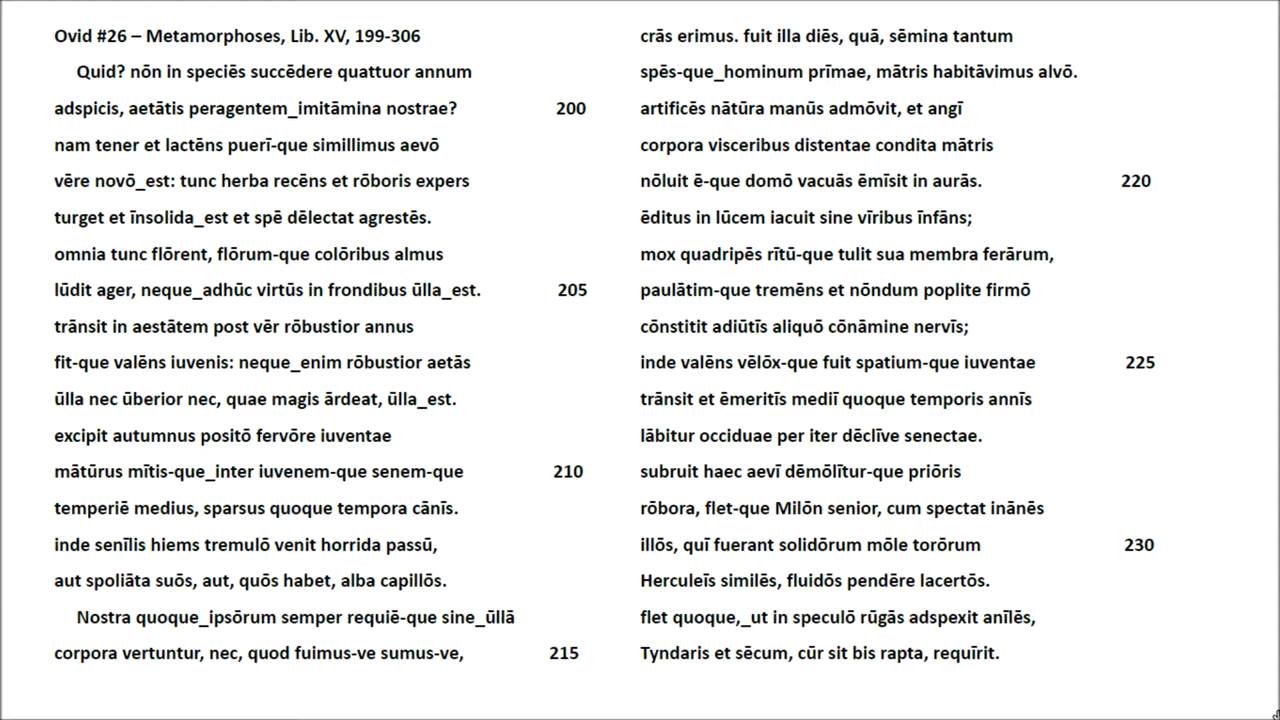 Ovid #26 – Metamorphoses, Lib. XV, 199-306
Quid? nōn in speciēs succēdere quattuor annum
adspicis, aetātis peragentem_imitāmina nostrae? 200
nam tener et lactēns puerī-que simillimus aevō
vēre novō_est: tunc herba recēns et rōboris expers
turget et īnsolida_est et spē dēlectat agrestēs.
omnia tunc flōrent, flōrum-que colōribus almus
lūdit ager, neque_adhūc virtūs in frondibus ūlla_est. 205
trānsit in aestātem post vēr rōbustior annus
fit-que valēns iuvenis: neque_enim rōbustior aetās
ūlla nec ūberior nec, quae magis ārdeat, ūlla_est.
excipit autumnus positō fervōre iuventae
mātūrus mītis-que_inter iuvenem-que senem-que 210
temperiē medius, sparsus quoque tempora cānīs.
inde senīlis hiems tremulō venit horrida passū,
aut spoliāta suōs, aut, quōs habet, alba capillōs.
Nostra quoque_ipsōrum semper requiē-que sine_ūllā
corpora vertuntur, nec, quod fuimus-ve sumus-ve, 215
crās erimus. fuit illa diēs, quā, sēmina tantum
spēs-que_hominum prīmae, mātris habitāvimus alvō.
artificēs nātūra manūs admōvit, et angī
corpora visceribus distentae condita mātris
nōluit ē-que domō vacuās ēmīsit in aurās. 220
ēditus in lūcem iacuit sine vīribus īnfāns;
mox quadripēs rītū-que tulit sua membra ferārum,
paulātim-que tremēns et nōndum poplite firmō
cōnstitit adiūtīs aliquō cōnāmine nervīs;
inde valēns vēlōx-que fuit spatium-que iuventae 225
trānsit et ēmeritīs mediī quoque temporis annīs
lābitur occiduae per iter dēclīve senectae.
subruit haec aevī dēmōlītur-que priōris
rōbora, flet-que Milōn senior, cum spectat inānēs
illōs, quī fuerant solidōrum mōle torōrum 230
Herculeīs similēs, fluidōs pendēre lacertōs.
flet quoque,_ut in speculō rūgās adspexit anīlēs,
Tyndaris et sēcum, cūr sit bis rapta, requīrit.